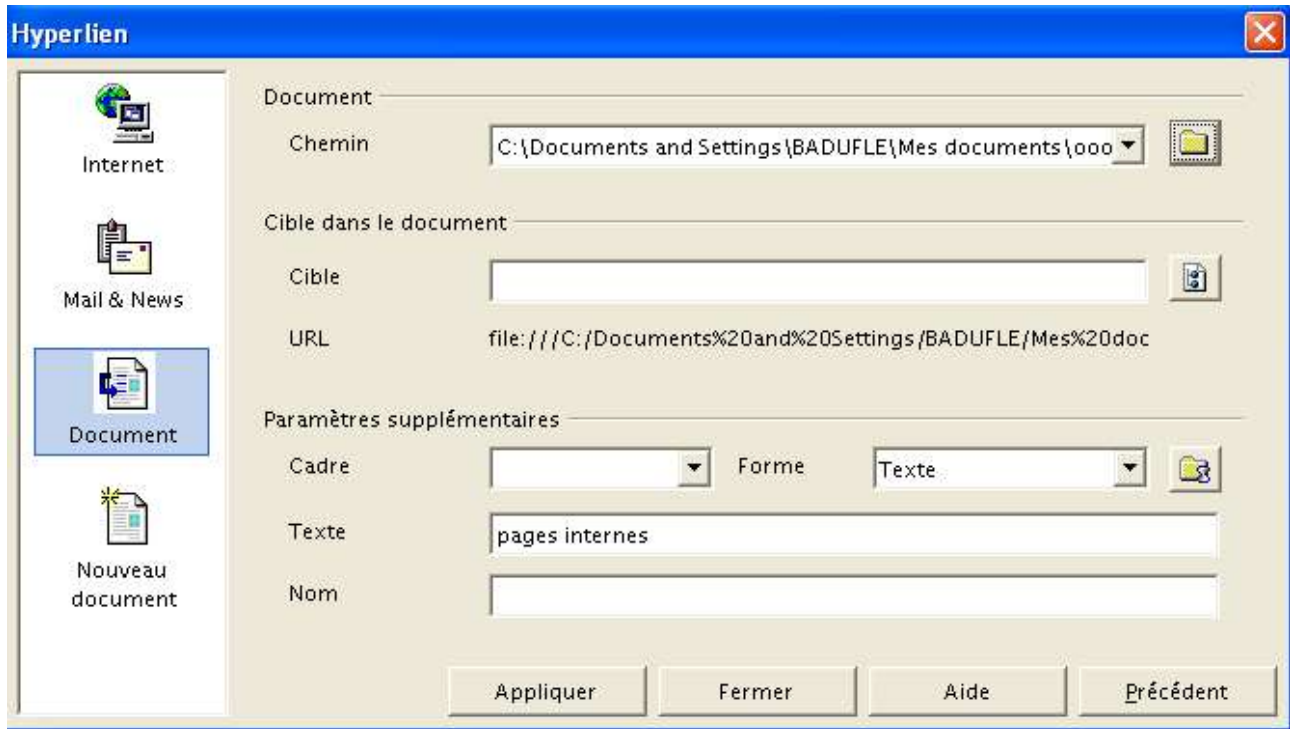 Hyperlien
Internet
Mail & News
Document
Nouveau
document
Document
Chemin C:\Documents and Settings\BADUFLE\Mes documents\ooo
Cible dans le document
Cible
URL file:///C:/Documents%20and%20Settings/BADUFLE/Mes%20doc
Paramètres supplémentaires
Cadre Forme Texte
Texte pages internes
Nom
Appliquer Fermer Aide Précédent